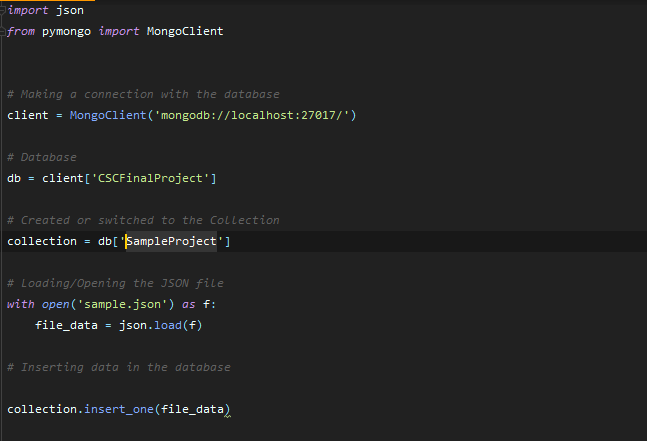 import json
from pymongo import MongoClient
# Making a connection with the database
client = MongoClient('mongodb://localhost:27017/')
# Database
db = client['CSCFinalProject']
# Created or switched to the Collection
collection = db['SampleProject']
# Loading/Opening the JSON file
with open('sample.json') as f:
    file_data = json.load(f)
# Inserting data in the database
collection.insert_one(file_data)